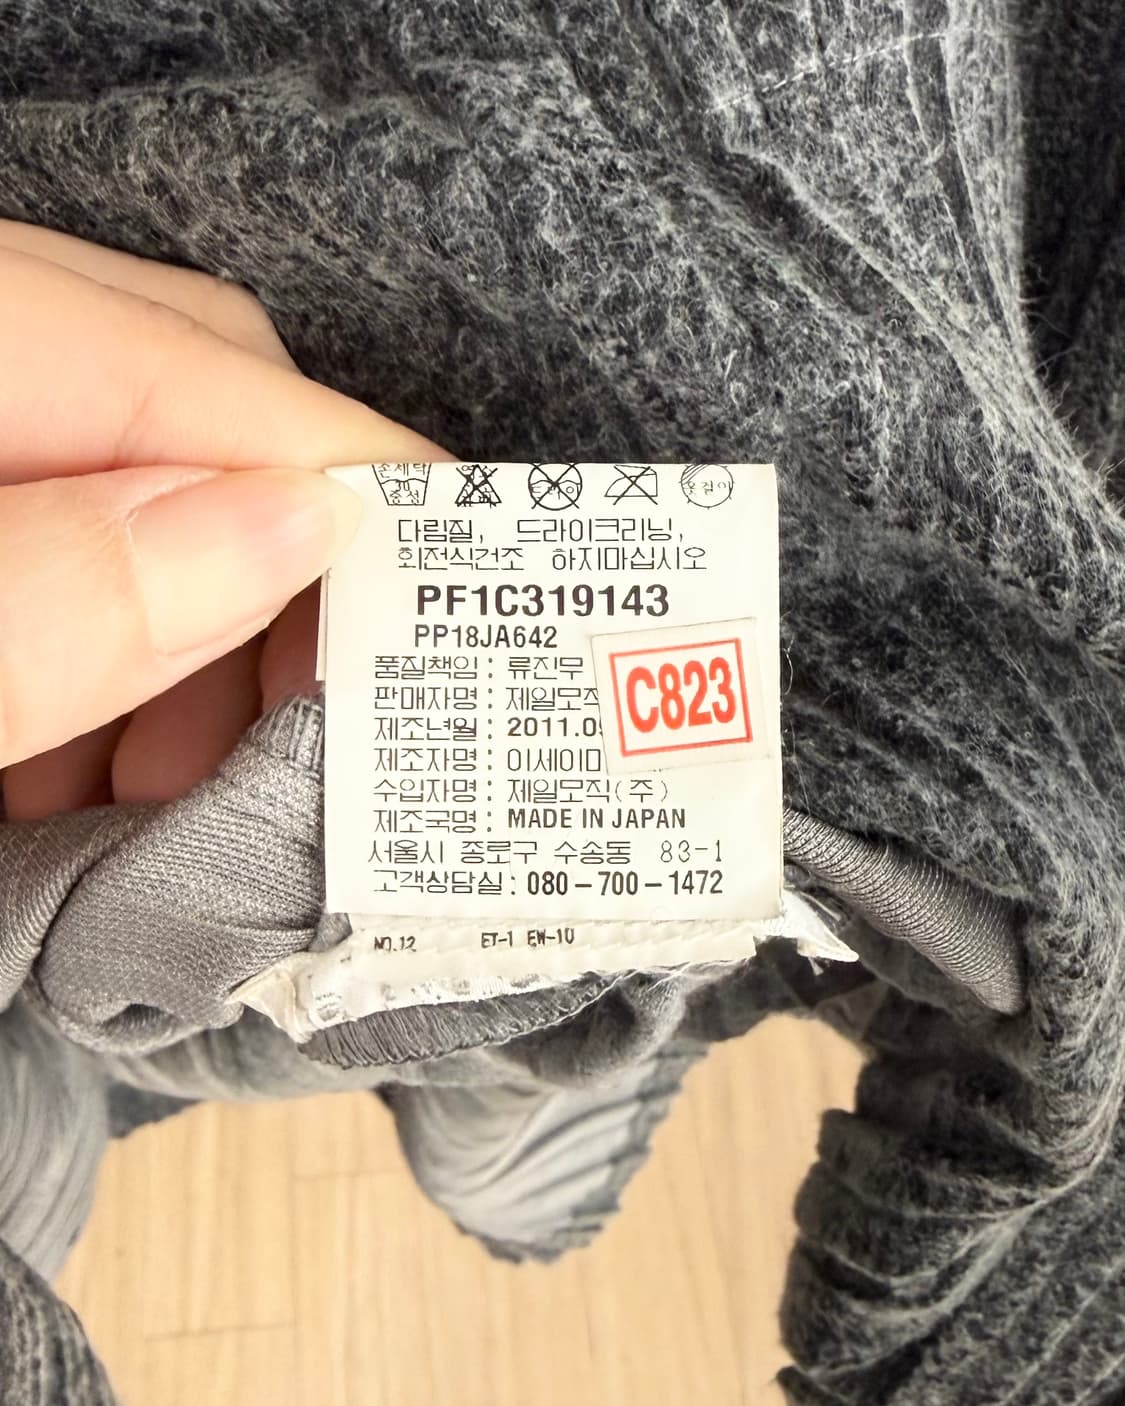 손세탁 30 중성 드라이 옷걸이
다림질, 드라이크리닝,
회전식건조 하지마십시오
PF1C319143
PP18JA642
품질책임 : 류진무
C823
판매자명 : 제일모직
제조년월 : 2011.0
제조자명 : 이세이미
수입자명 : 제일모직(주)
제조국명 : MADE IN JAPAN
서울시 종로구 수송동 83-1
고객상담실 : 080-700-1472
NO.12 ET-1 EW-10